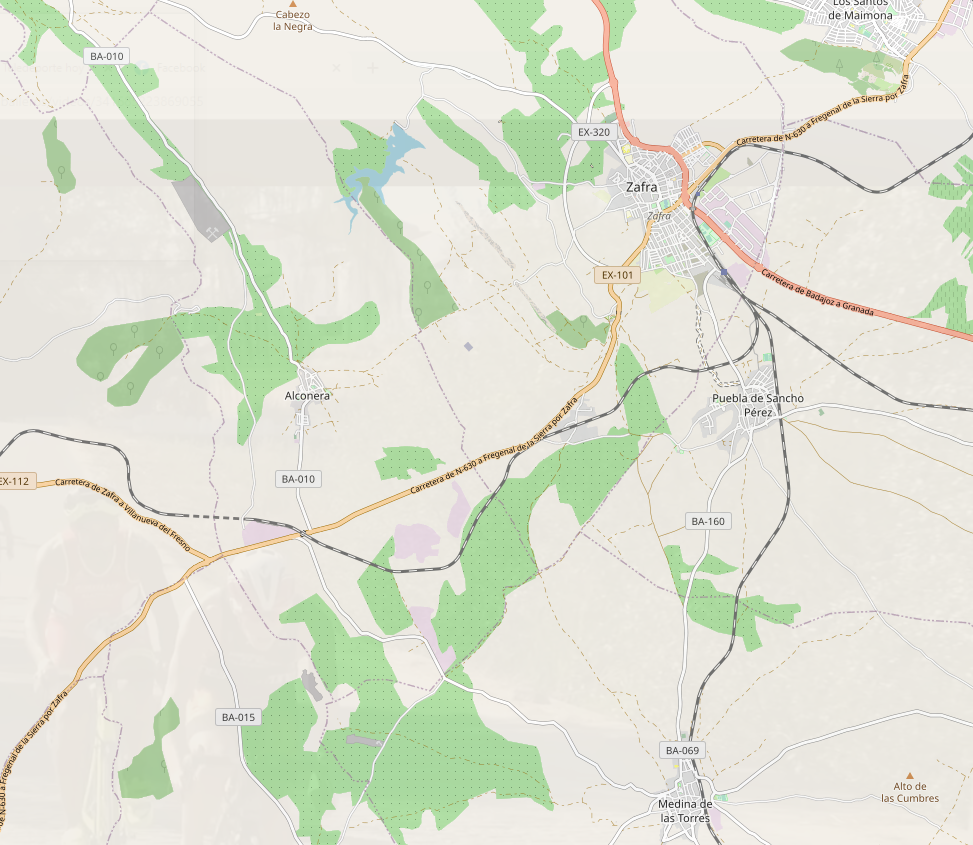 Los Santos
de Maimona
Cabezo
la Negra
BA-010
Carretera de N-630 a Fregenal de la Sierra por Zafra
EX-320
Zafra
Zafra
EX-101
Carretera de Badajoz a Granada
Alconera
Puebla de Sancho
Pérez
Carretera de N-630 a Fregenal de la Sierra por Zafra
EX-112
Carretera de Zafra a Villanueva del Fresno
BA-010
BA-160
BA-015
de N-630 a Fregenal de la Sierra por Zafra
BA-069
Alto de
las Cumbres
Medina de
las Torres